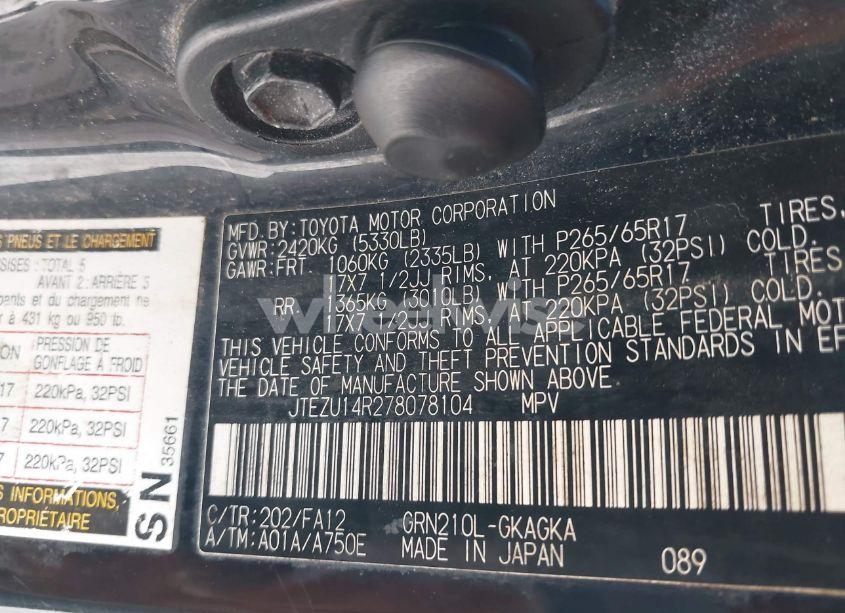 S PNEUS ET LE CHARGEMENT
SISES : TOTAL 5
AVANT 2 : ARRIÈRE 3
pants et du chargement ne
r à 431 kg ou 950 lb.
ION PRESSION DE GONFLAGE À FROID
17 220kPa, 32PSI
7 220kPa, 32PSI
7 220kPa, 32PSI
S INFORMATIONS,
PROPRIÉTAIRE
SN 35661
MFD. BY: TOYOTA MOTOR CORPORATION
GVWR: 2420KG (5330LB)
GAWR: FRT. 1060KG (2335LB) WITH P265/65R17 TIRES,
17X7 1/2JJ RIMS, AT 220KPA (32PSI) COLD.
RR. 1365KG (3010LB) WITH P265/65R17 TIRES
17X7 1/2JJ RIMS, AT 220KPA (32PSI) COLD.
THIS VEHICLE CONFORMS TO ALL APPLICABLE FEDERAL MOT
VEHICLE SAFETY AND THEFT PREVENTION STANDARDS IN EF
THE DATE OF MANUFACTURE SHOWN ABOVE.
JTEZU14R278078104 MPV
C/TR: 202/FA12 GRN210L-GKAGKA
A/TM: A01A/A750E MADE IN JAPAN 089